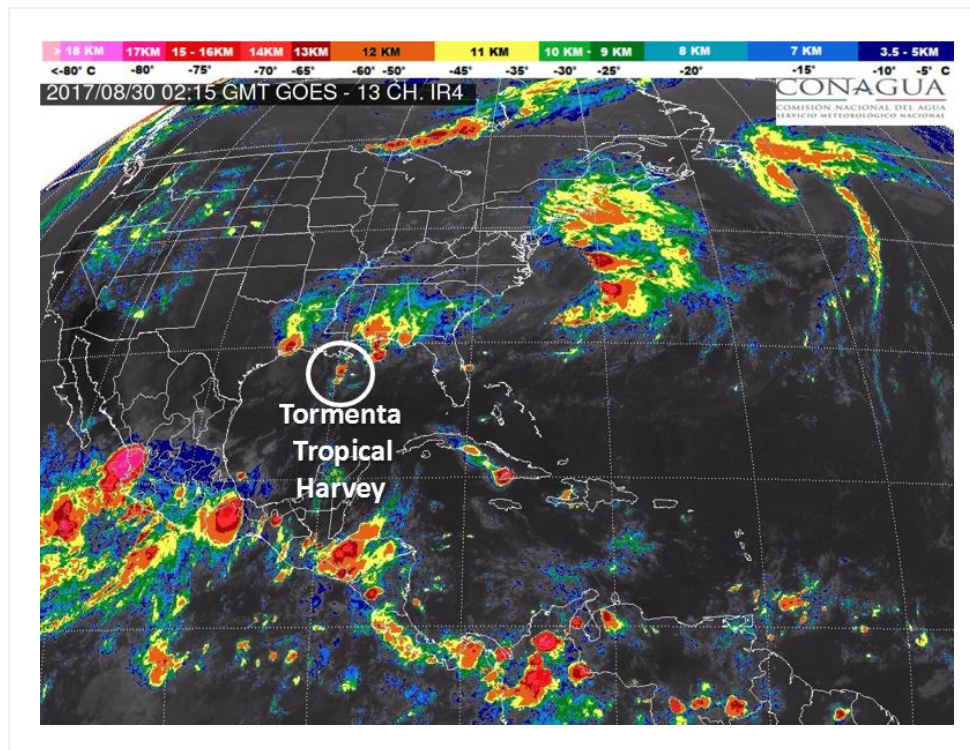 > 18 KM 17KM 15 - 16KM 14KM 13KM 12 KM 11 KM 10 KM - 9 KM 8 KM 7 KM 3.5 - 5KM
<-80° C -80° -75° -70° -65° -60° -50° -45° -35° -30° -25° -20° -15° -10° -5° C
2017/08/30 02:15 GMT GOES - 13 CH. IR4
CONAGUA
COMISIÓN NACIONAL DEL AGUA
SERVICIO METEOROLÓGICO NACIONAL
Tormenta
Tropical
Harvey